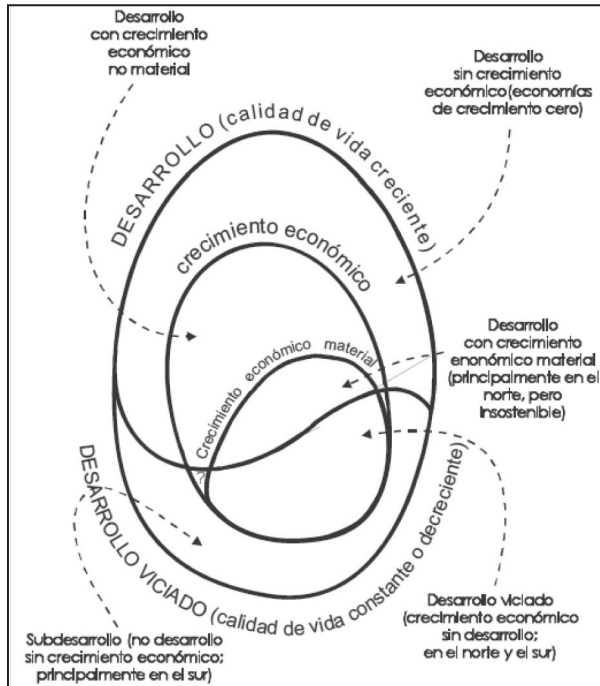 Desarrollo
con crecimiento
económico
no material
Desarrollo
sin crecimiento
económico(economías
de crecimiento cero)
DESARROLLO (calidad de vida creciente)
crecimiento económico
Crecimiento económico material
?
Desarrollo
con crecimiento
enonómico material
(principalmente en el
norte, pero
insostenible)
DESARROLLO VICIADO (calidad de vida constante o decreciente)
Subdesarrollo (no desarrollo
sin crecimiento económico;
principalmente en el sur)
Desarrollo viciado
(crecimiento económico
sin desarrollo;
en el norte y el sur)